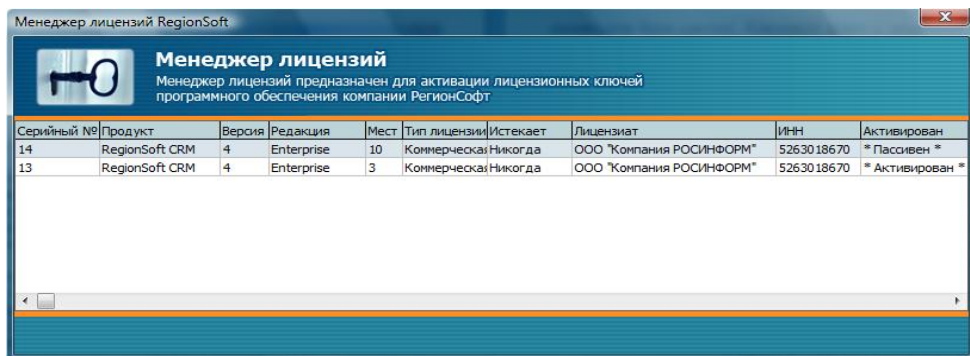 Менеджер лицензий RegionSoft
Менеджер лицензий
Менеджер лицензий предназначен для активации лицензионных ключей
программного обеспечения компании РегионСофт
Серийный № Продукт Версия Редакция Мест Тип лицензии Истекает Лицензиат ИНН Активирован
14 RegionSoft CRM 4 Enterprise 10 Коммерческая Никогда ООО "Компания РОСИНФОРМ" 5263018670 * Пассивен *
13 RegionSoft CRM 4 Enterprise 3 Коммерческая Никогда ООО "Компания РОСИНФОРМ" 5263018670 * Активирован *